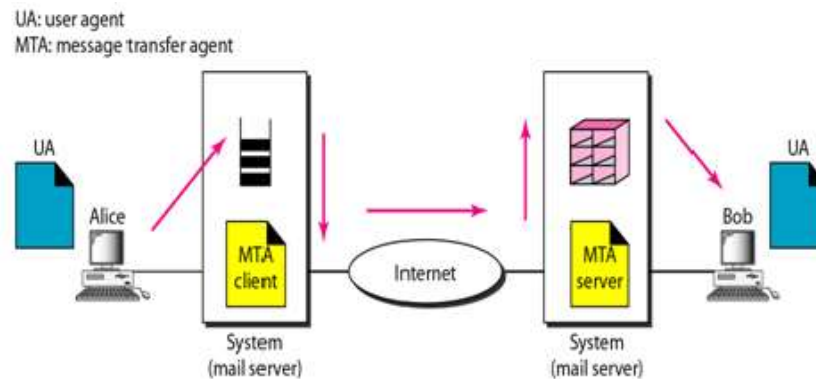 UA: user agent
MTA: message transfer agent
UA
Alice
MTA
client
System
(mail server)
Internet
MTA
server
System
(mail server)
UA
Bob